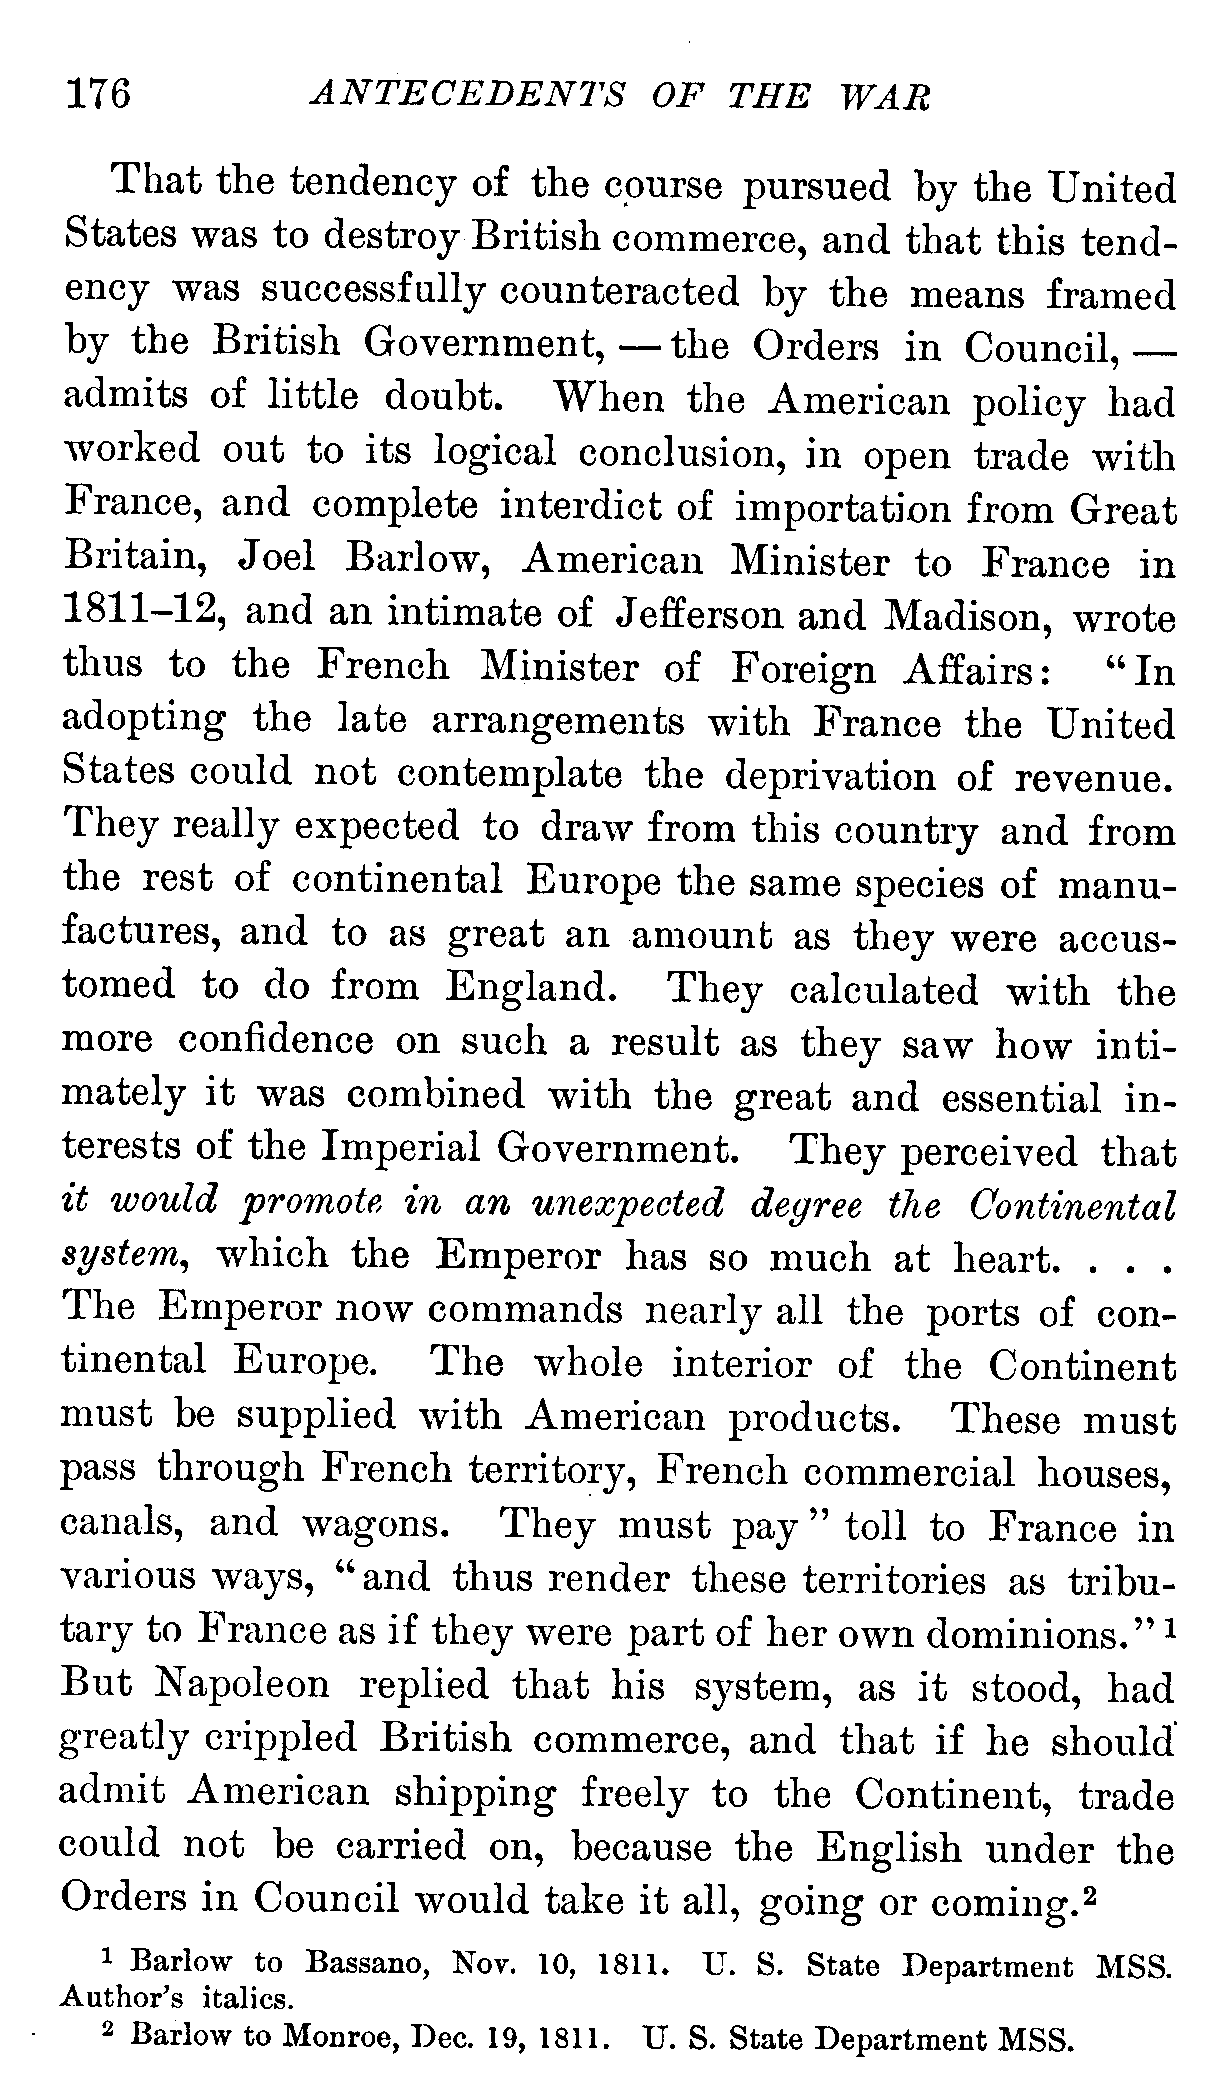 176 ANTECEDENTS OF THE WAR
That the tendency of the course pursued by the United
States was to destroy British commerce, and that this tend-
ency was successfully counteracted by the means framed
by the British Government, — the Orders in Council, —
admits of little doubt. When the American policy had
worked out to its logical conclusion, in open trade with
France, and complete interdict of importation from Great
Britain, Joel Barlow, American Minister to France in
1811–12, and an intimate of Jefferson and Madison, wrote
thus to the French Minister of Foreign Affairs: “In
adopting the late arrangements with France the United
States could not contemplate the deprivation of revenue.
They really expected to draw from this country and from
the rest of continental Europe the same species of manu-
factures, and to as great an amount as they were accus-
tomed to do from England. They calculated with the
more confidence on such a result as they saw how inti-
mately it was combined with the great and essential in-
terests of the Imperial Government. They perceived that
it would promote in an unexpected degree the Continental
system, which the Emperor has so much at heart. . . .
The Emperor now commands nearly all the ports of con-
tinental Europe. The whole interior of the Continent
must be supplied with American products. These must
pass through French territory, French commercial houses,
canals, and wagons. They must pay” toll to France in
various ways, “and thus render these territories as tribu-
tary to France as if they were part of her own dominions.”¹
But Napoleon replied that his system, as it stood, had
greatly crippled British commerce, and that if he should
admit American shipping freely to the Continent, trade
could not be carried on, because the English under the
Orders in Council would take it all, going or coming.²
¹ Barlow to Bassano, Nov. 10, 1811. U. S. State Department MSS.
Author’s italics.
² Barlow to Monroe, Dec. 19, 1811. U. S. State Department MSS.